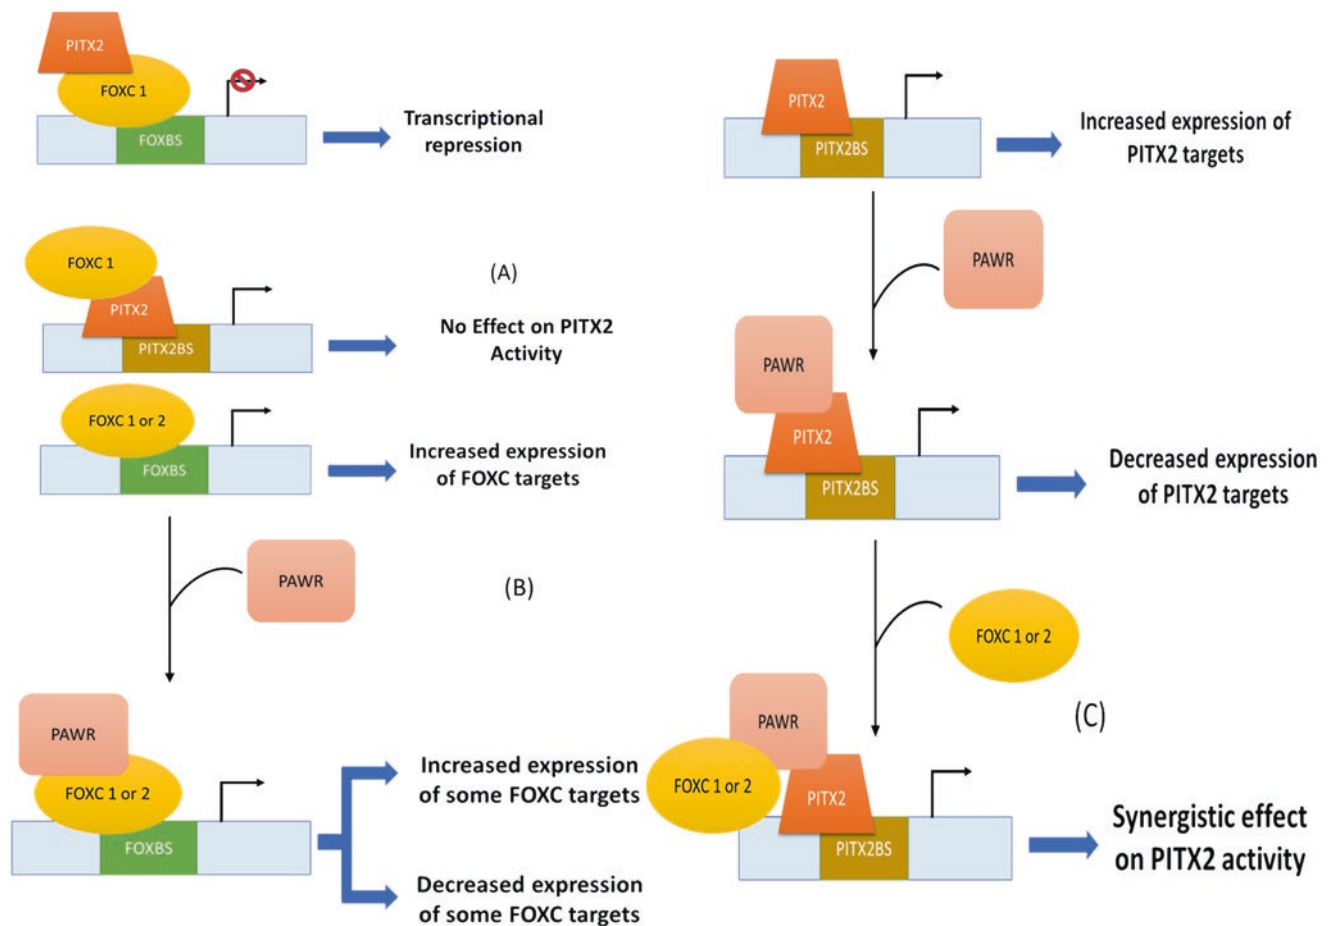 PITX2
FOXC 1
FOXBS
Transcriptional
repression
FOXC 1
PITX2
PITX2BS
(A)
No Effect on PITX2
Activity
FOXC 1 or 2
FOXBS
Increased expression
of FOXC targets
PAWR
(B)
PAWR
FOXC 1 or 2
FOXBS
Increased expression
of some FOXC targets
Decreased expression
of some FOXC targets
PITX2
PITX2BS
Increased expression of
PITX2 targets
PAWR
PAWR
PITX2
PITX2BS
Decreased expression
of PITX2 targets
FOXC 1 or 2
(C)
PAWR
FOXC 1 or 2
PITX2
PITX2BS
Synergistic effect
on PITX2 activity